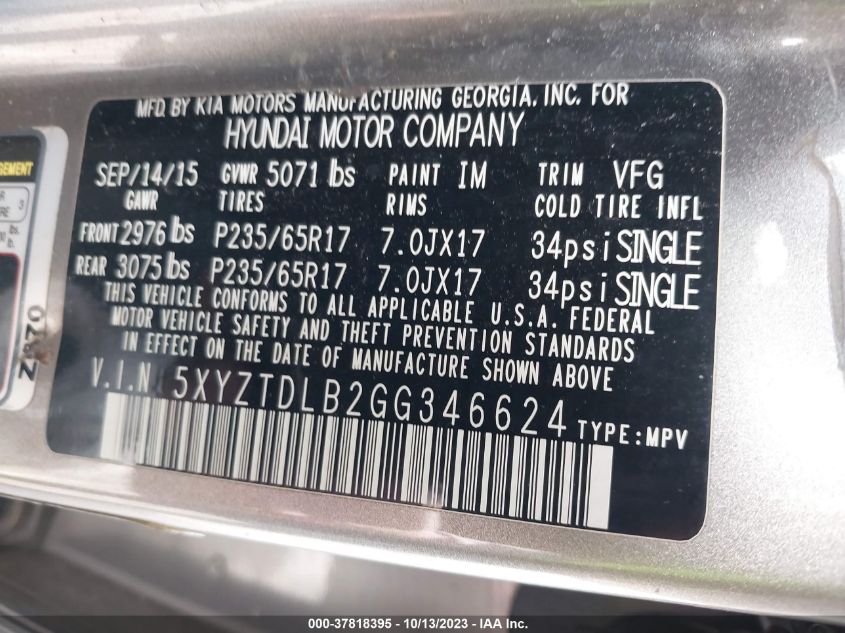 MFD. BY KIA MOTORS MANUFACTURING GEORGIA, INC. FOR
HYUNDAI MOTOR COMPANY
SEP/14/15 GVWR 5071 lbs PAINT IM TRIM VFG
GAWR TIRES RIMS COLD TIRE INFL
FRONT 2976 lbs P235/65R17 7.0JX17 34psi SINGLE
REAR 3075 lbs P235/65R17 7.0JX17 34psi SINGLE
THIS VEHICLE CONFORMS TO ALL APPLICABLE U.S.A. FEDERAL
MOTOR VEHICLE SAFETY AND THEFT PREVENTION STANDARDS
IN EFFECT ON THE DATE OF MANUFACTURE SHOWN ABOVE
V.I.N. 5XYZTDLB2GG346624 TYPE:MPV
000-37818395 - 10/13/2023 - IAAI.com